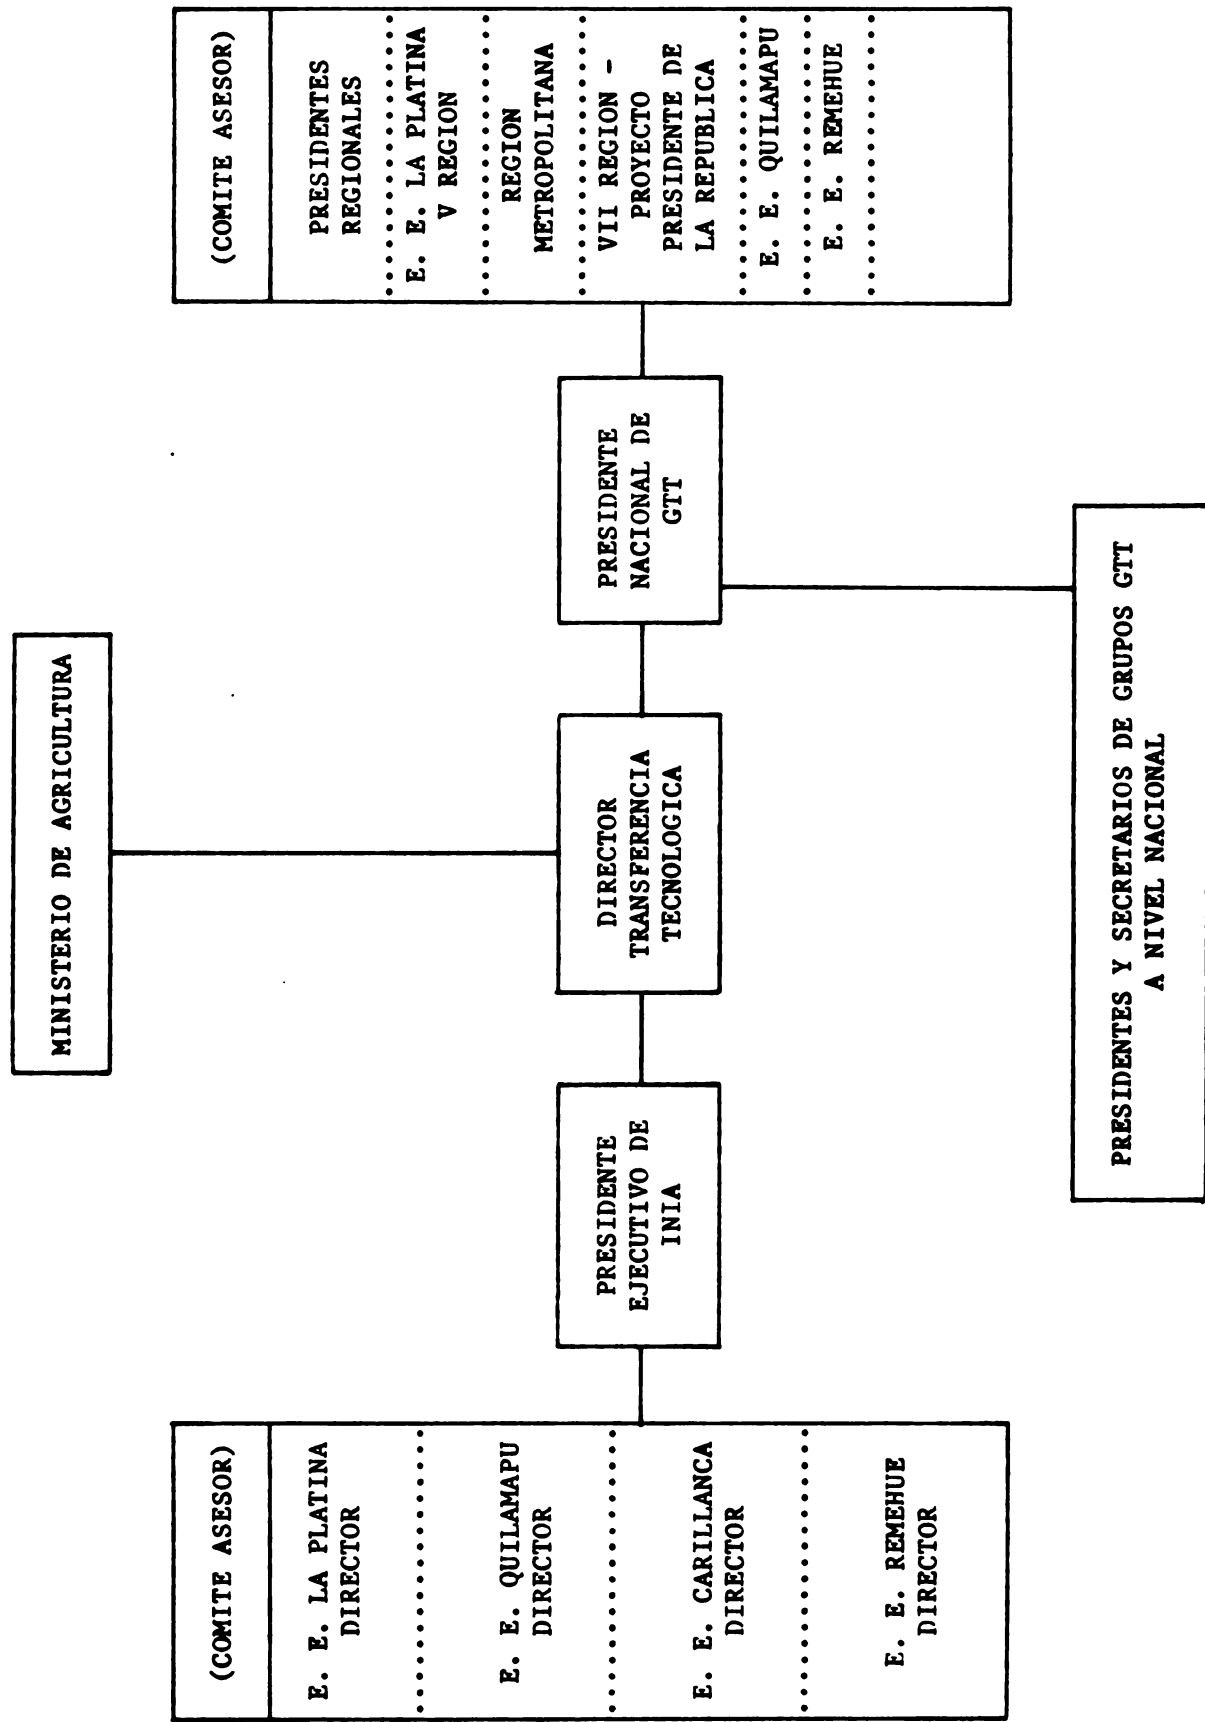 MINISTERIO DE AGRICULTURA
(COMITE ASESOR)
E. E. LA PLATINA
DIRECTOR
E. E. QUILAMAPU
DIRECTOR
E. E. CARILLANCA
DIRECTOR
E. E. REMEHUE
DIRECTOR
PRESIDENTE
EJECUTIVO DE
INIA
DIRECTOR
TRANSFERENCIA
TECNOLOGICA
PRESIDENTE
NACIONAL DE
GTT
(COMITE ASESOR)
PRESIDENTES
REGIONALES
E. E. LA PLATINA
V REGION
REGION
METROPOLITANA
VII REGION -
PROYECTO
PRESIDENTE DE
LA REPUBLICA
E. E. QUILAMAPU
E. E. REMEHUE
PRESIDENTES Y SECRETARIOS DE GRUPOS GTT
A NIVEL NACIONAL